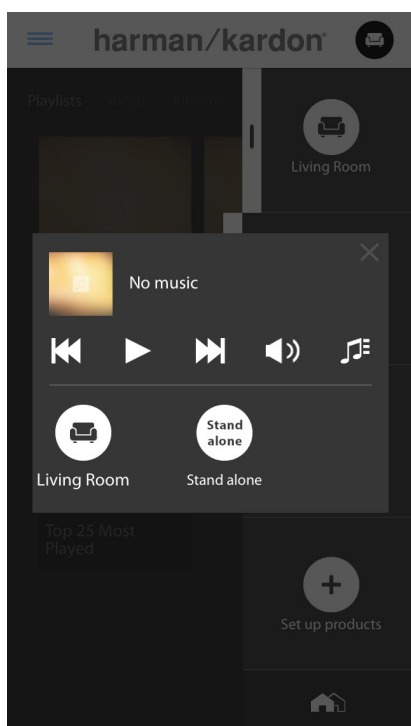 harman/kardon
Playlists
Living Room
No music
Stand
alone
Living Room
Stand alone
Top 25 Most
Played
Set up products